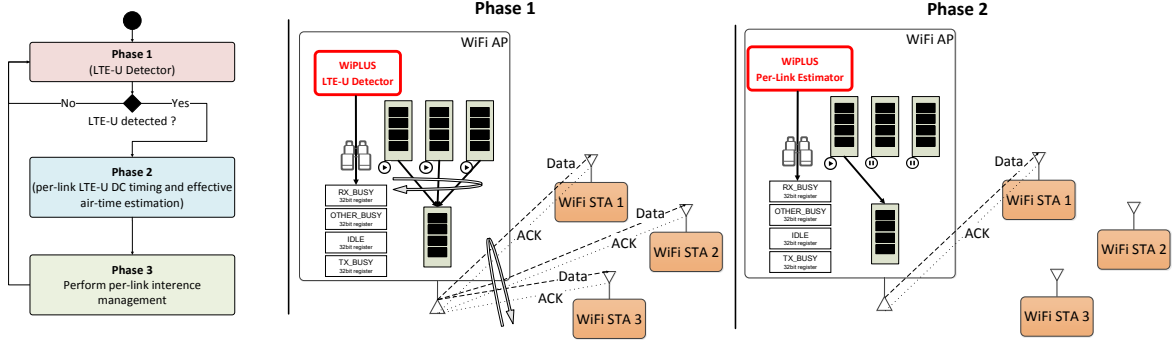 Phase 1
(LTE-U Detector)
No
Yes
LTE-U detected ?
Phase 2
(per-link LTE-U DC timing and effective
air-time estimation)
Phase 3
Perform per-link inference
management
Phase 1
WiFi AP
WiPLUS
LTE-U Detector
RX_BUSY
32bit register
OTHER_BUSY
32bit register
IDLE
32bit register
TX_BUSY
32bit register
Data
WiFi STA 1
ACK
Data
ACK
WiFi STA 2
Data
ACK
WiFi STA 3
Phase 2
WiFi AP
WiPLUS
Per-Link Estimator
RX_BUSY
32bit register
OTHER_BUSY
32bit register
IDLE
32bit register
TX_BUSY
32bit register
Data
WiFi STA 1
ACK
WiFi STA 2
WiFi STA 3